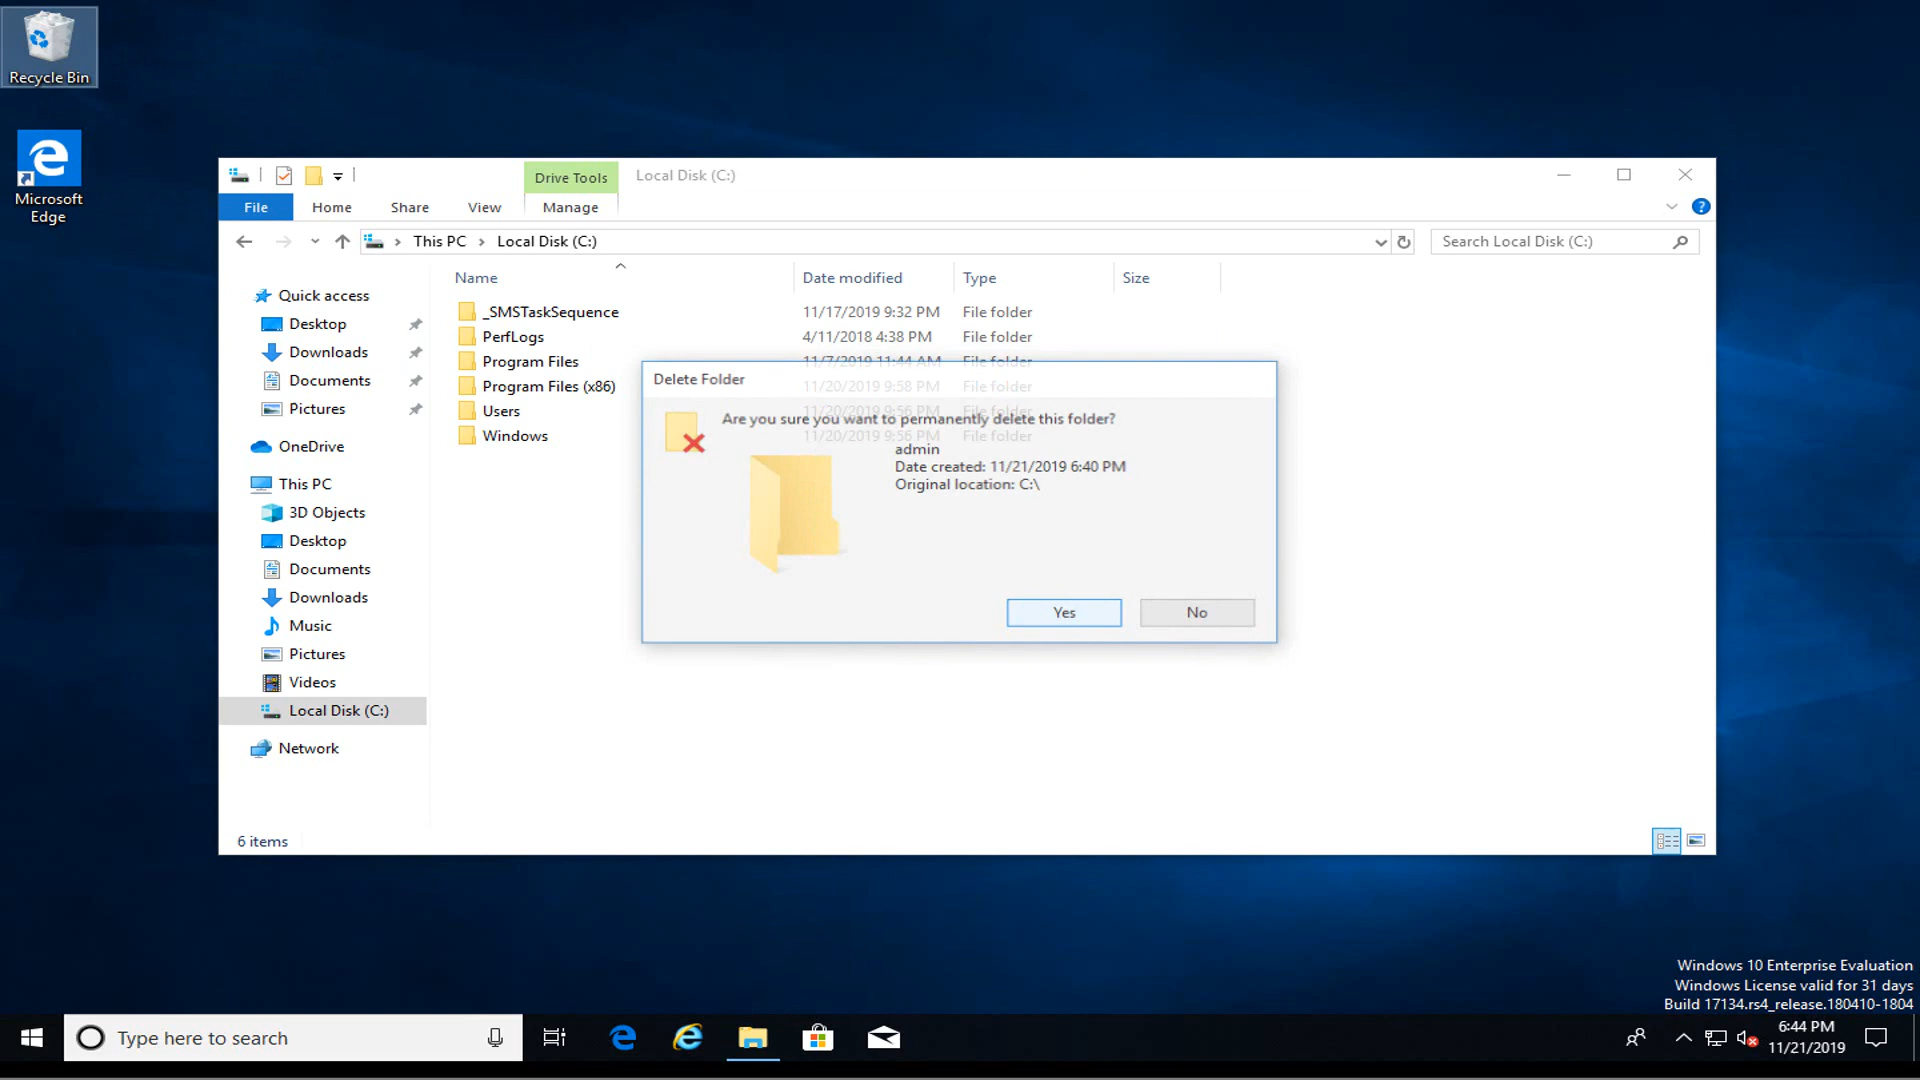 Recycle Bin
Microsoft
Edge
Drive Tools
Local Disk (C:)
File
Home
Share
View
Manage
This PC
Local Disk (C:)
Search Local Disk (C:)
Name
Date modified
Type
Size
_SMSTaskSequence
11/17/2019 9:32 PM
File folder
PerfLogs
4/11/2018 4:38 PM
File folder
Program Files
11/7/2019 11:44 AM
File folder
Program Files (x86)
11/20/2019 9:58 PM
File folder
Users
11/20/2019 9:56 PM
File folder
Windows
11/20/2019 9:56 PM
File folder
Quick access
Desktop
Downloads
Documents
Pictures
OneDrive
This PC
3D Objects
Desktop
Documents
Downloads
Music
Pictures
Videos
Local Disk (C:)
Network
6 items
Delete Folder
Are you sure you want to permanently delete this folder?
admin
Date created: 11/21/2019 6:40 PM
Original location: C:\
Yes
No
Windows 10 Enterprise Evaluation
Windows License valid for 31 days
Build 17134.rs4_release.180410-1804
Type here to search
6:44 PM
11/21/2019